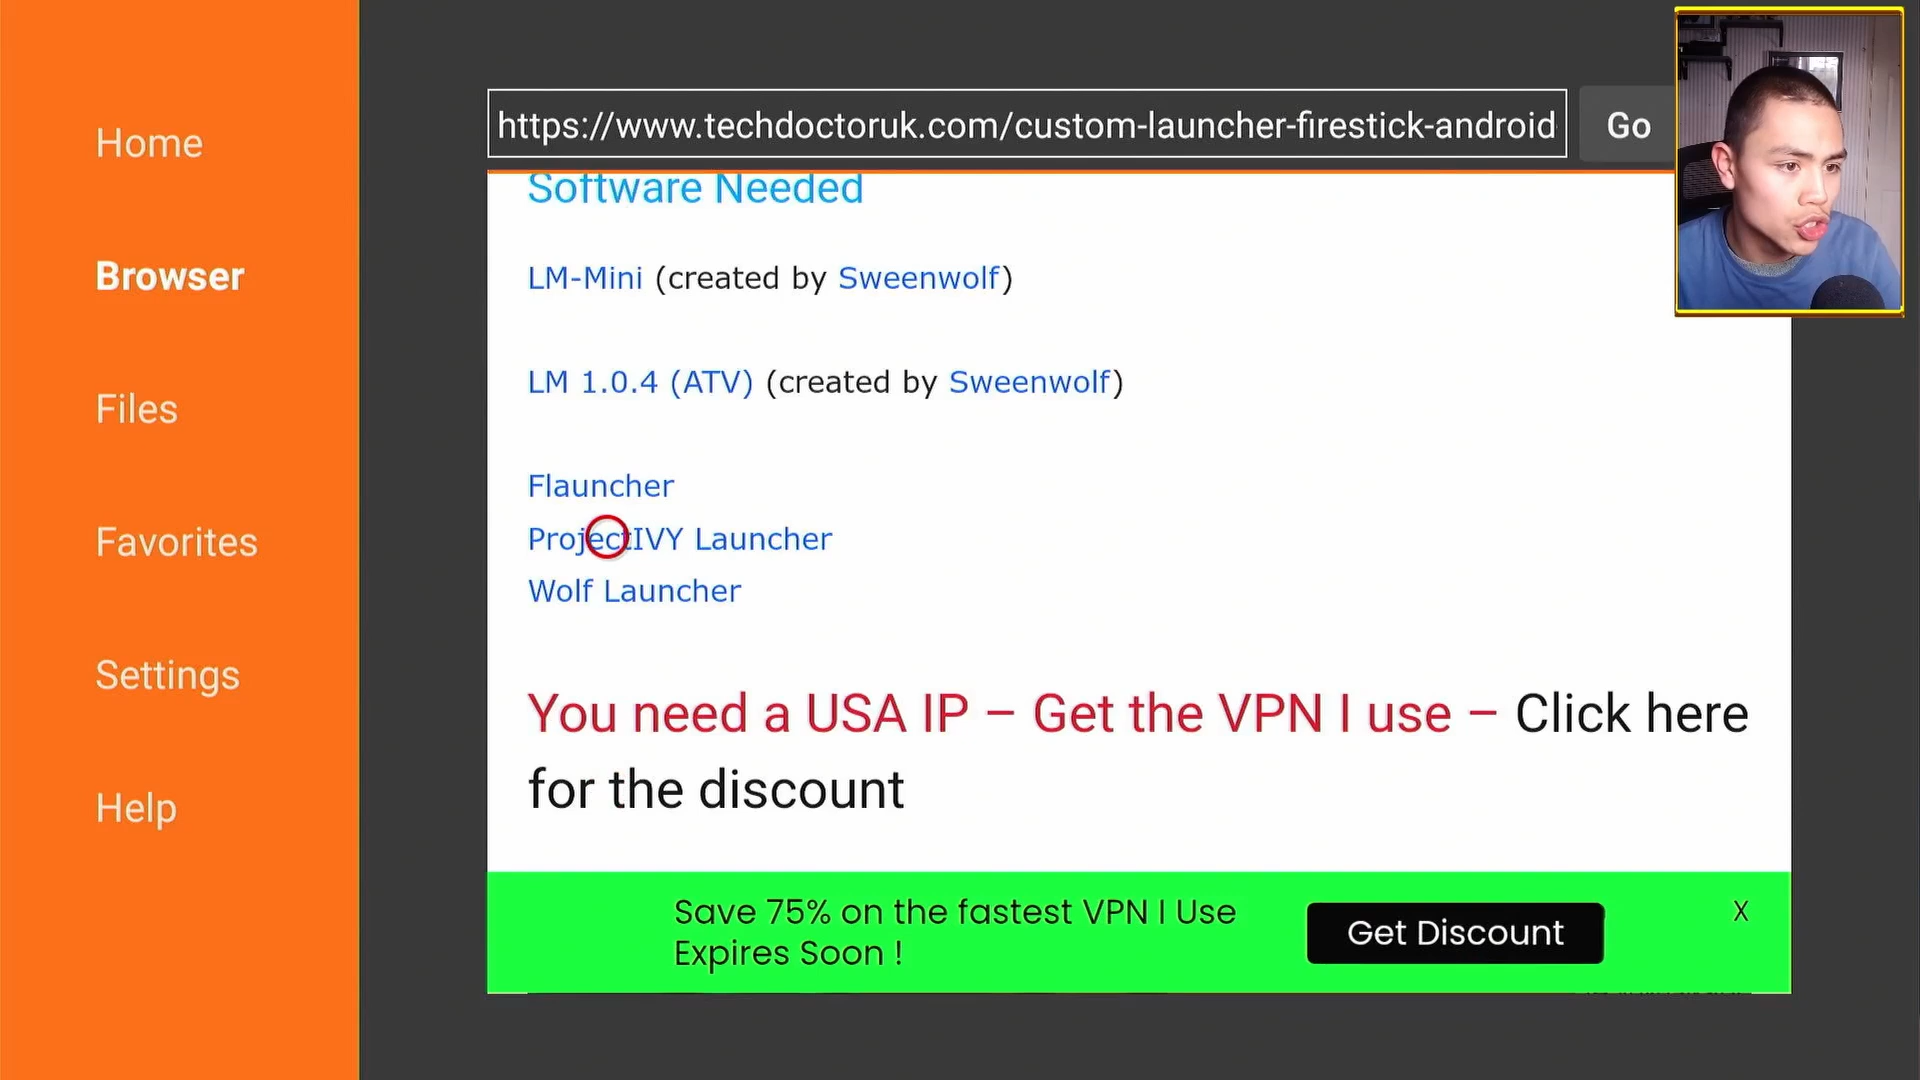 Home
Browser
Files
Favorites
Settings
Help
https://www.techdoctoruk.com/custom-launcher-firestick-android
Go
Software Needed
LM-Mini (created by Sweenwolf)
LM 1.0.4 (ATV) (created by Sweenwolf)
Flauncher
ProjectIVY Launcher
Wolf Launcher
You need a USA IP – Get the VPN I use – Click here
for the discount
Save 75% on the fastest VPN I Use
Expires Soon !
Get Discount
X